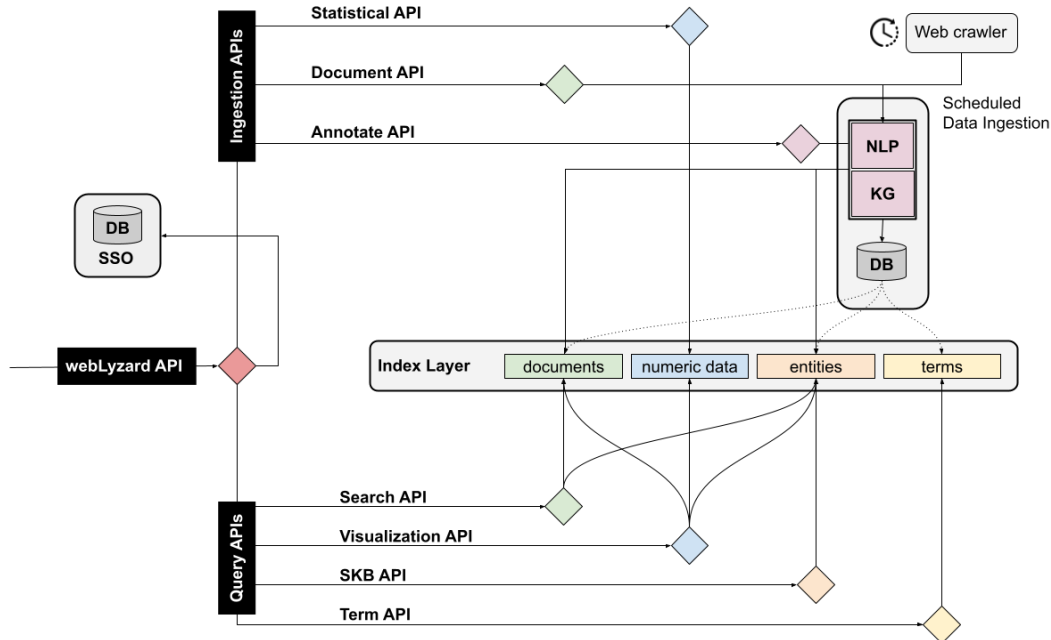 Statistical API
Web crawler
Ingestion APIs
Document API
Scheduled
Data Ingestion
Annotate API
NLP
KG
DB
SSO
DB
webLyzard API
Index Layer
documents
numeric data
entities
terms
Search API
Query APIs
Visualization API
SKB API
Term API